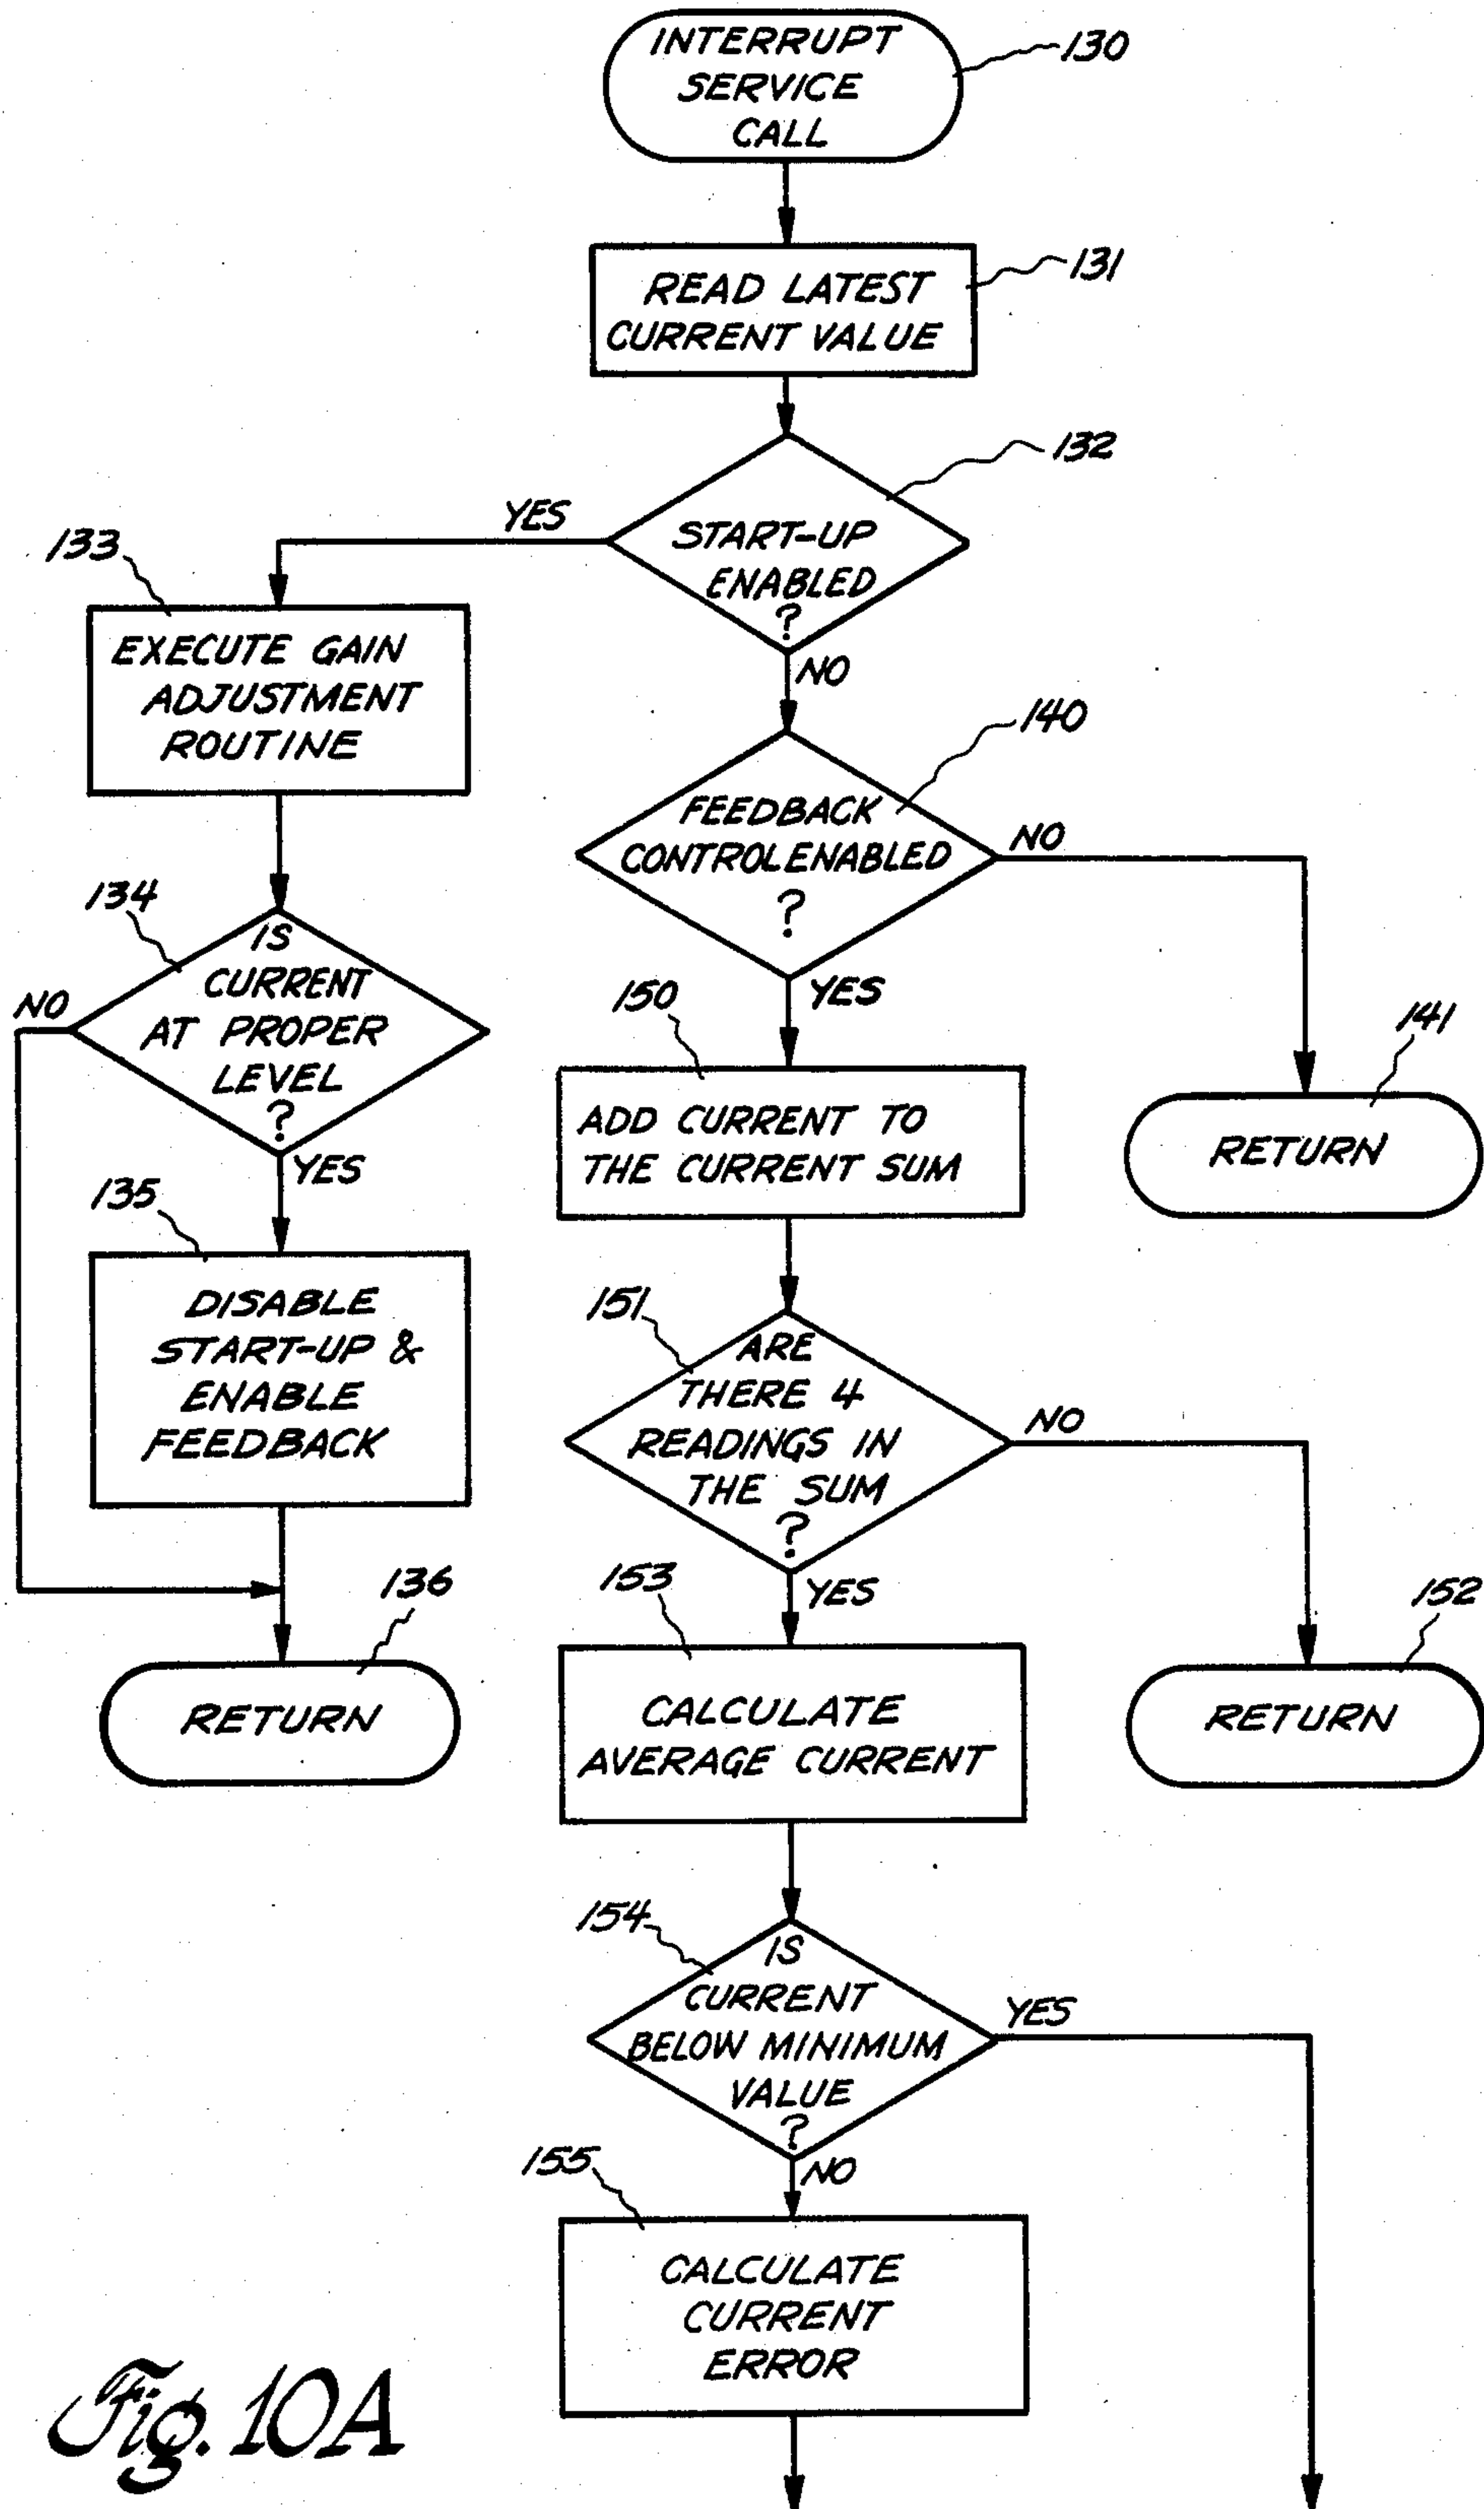 INTERRUPT
SERVICE
CALL
130
READ LATEST
CURRENT VALUE
131
132
START-UP
ENABLED
?
YES
NO
133
EXECUTE GAIN
ADJUSTMENT
ROUTINE
140
FEEDBACK
CONTROLENABLED
?
NO
YES
134
IS
CURRENT
AT PROPER
LEVEL
?
NO
YES
150
ADD CURRENT TO
THE CURRENT SUM
141
RETURN
135
DISABLE
START-UP &
ENABLE
FEEDBACK
151
ARE
THERE 4
READINGS IN
THE SUM
?
NO
YES
136
RETURN
153
CALCULATE
AVERAGE CURRENT
152
RETURN
154
IS
CURRENT
BELOW MINIMUM
VALUE
?
YES
NO
155
CALCULATE
CURRENT
ERROR
Fig. 10A